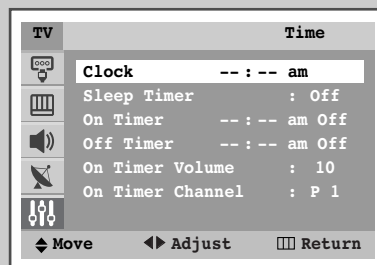 TV Time
Clock --:-- am
Sleep Timer : Off
On Timer --:-- am Off
Off Timer --:-- am Off
On Timer Volume : 10
On Timer Channel : P 1
Move Adjust Return